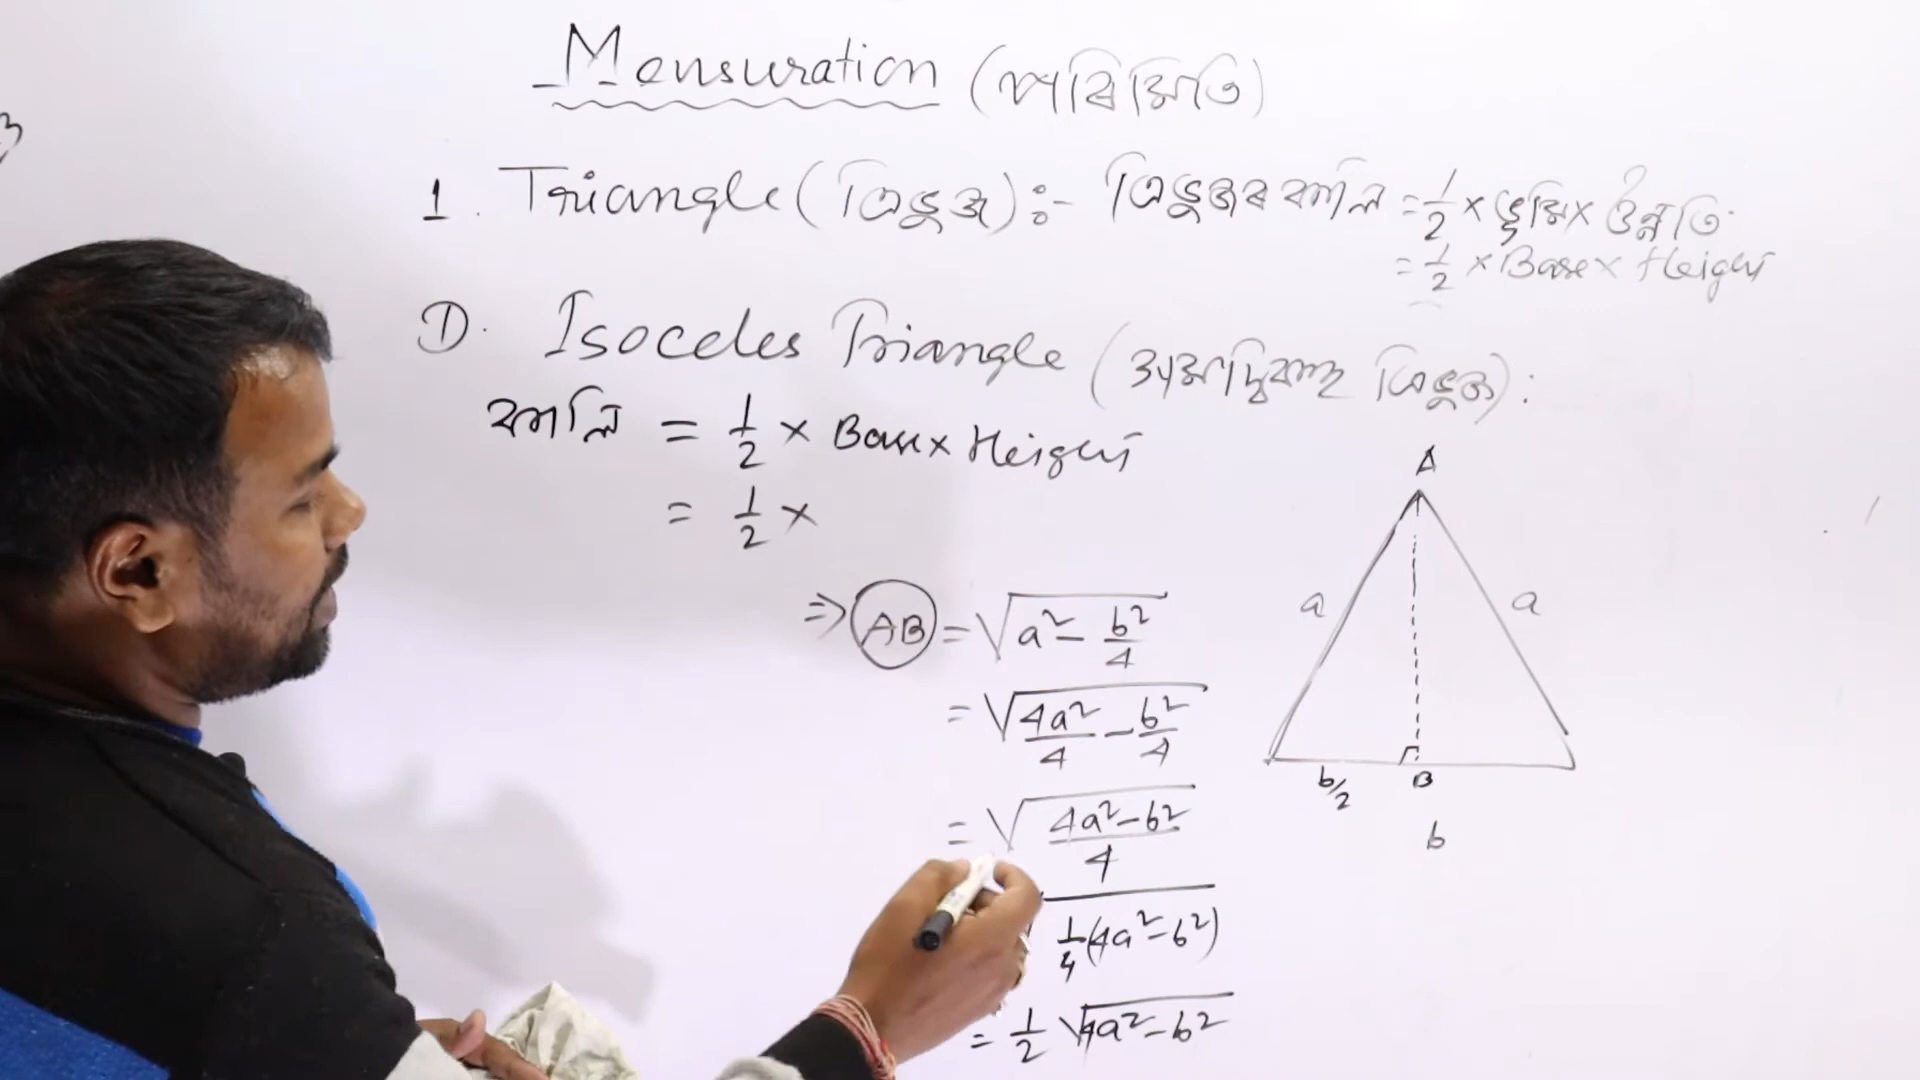 Mensuration (পৰিমিতি)
1. Triangle (ত্ৰিভুজ) :- ত্ৰিভুজৰ কালি = 1/2 × ভূমি × উন্নতি
= 1/2 × Base × Height
D. Isoceles Triangle (সমদ্বিবাহু ত্ৰিভুজ) :
কালি = 1/2 × Base × Height
= 1/2 ×
A
⇒ AB = √(a² - b²/4)
a a
= √(4a²/4 - b²/4)
b/2 B
= √((4a² - b²)/4)
b
1/4 (4a² - b²)
= 1/2 √(4a² - b²)